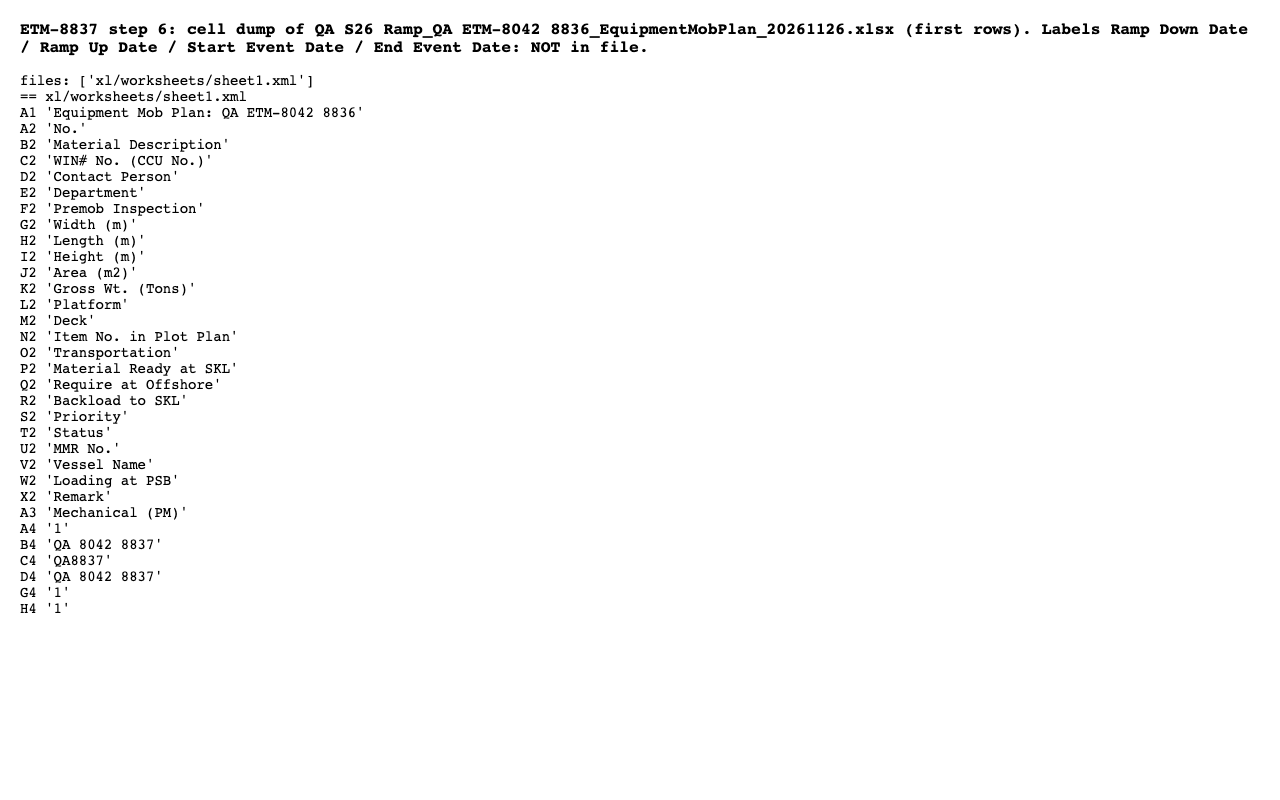 ETM-8837 step 6: cell dump of QA S26 Ramp_QA ETM-8042 8836_EquipmentMobPlan_20261126.xlsx (first rows). Labels Ramp Down Date
/ Ramp Up Date / Start Event Date / End Event Date: NOT in file.
files: ['xl/worksheets/sheet1.xml']
== xl/worksheets/sheet1.xml
A1 'Equipment Mob Plan: QA ETM-8042 8836'
A2 'No.'
B2 'Material Description'
C2 'WIN# No. (CCU No.)'
D2 'Contact Person'
E2 'Department'
F2 'Premob Inspection'
G2 'Width (m)'
H2 'Length (m)'
I2 'Height (m)'
J2 'Area (m2)'
K2 'Gross Wt. (Tons)'
L2 'Platform'
M2 'Deck'
N2 'Item No. in Plot Plan'
O2 'Transportation'
P2 'Material Ready at SKL'
Q2 'Require at Offshore'
R2 'Backload to SKL'
S2 'Priority'
T2 'Status'
U2 'MMR No.'
V2 'Vessel Name'
W2 'Loading at PSB'
X2 'Remark'
A3 'Mechanical (PM)'
A4 '1'
B4 'QA 8042 8837'
C4 'QA8837'
D4 'QA 8042 8837'
G4 '1'
H4 '1'